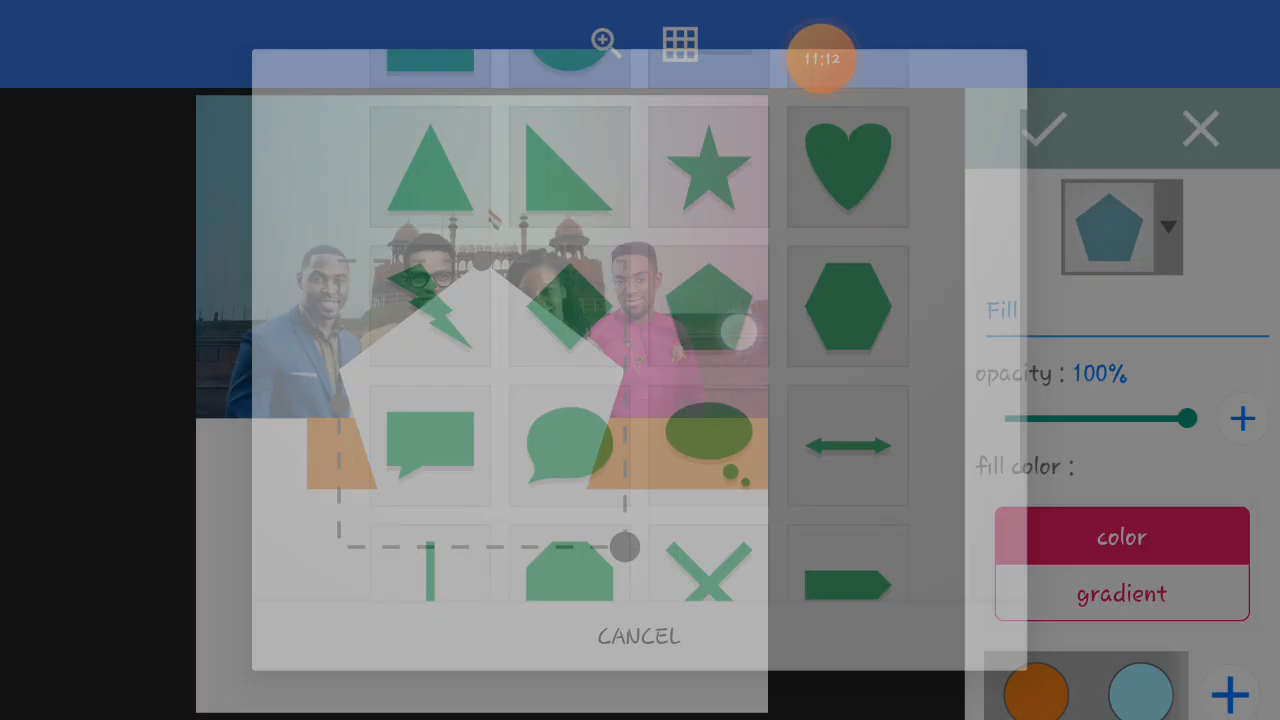 11:12
Fill
opacity : 100%
fill color :
color
gradient
CANCEL